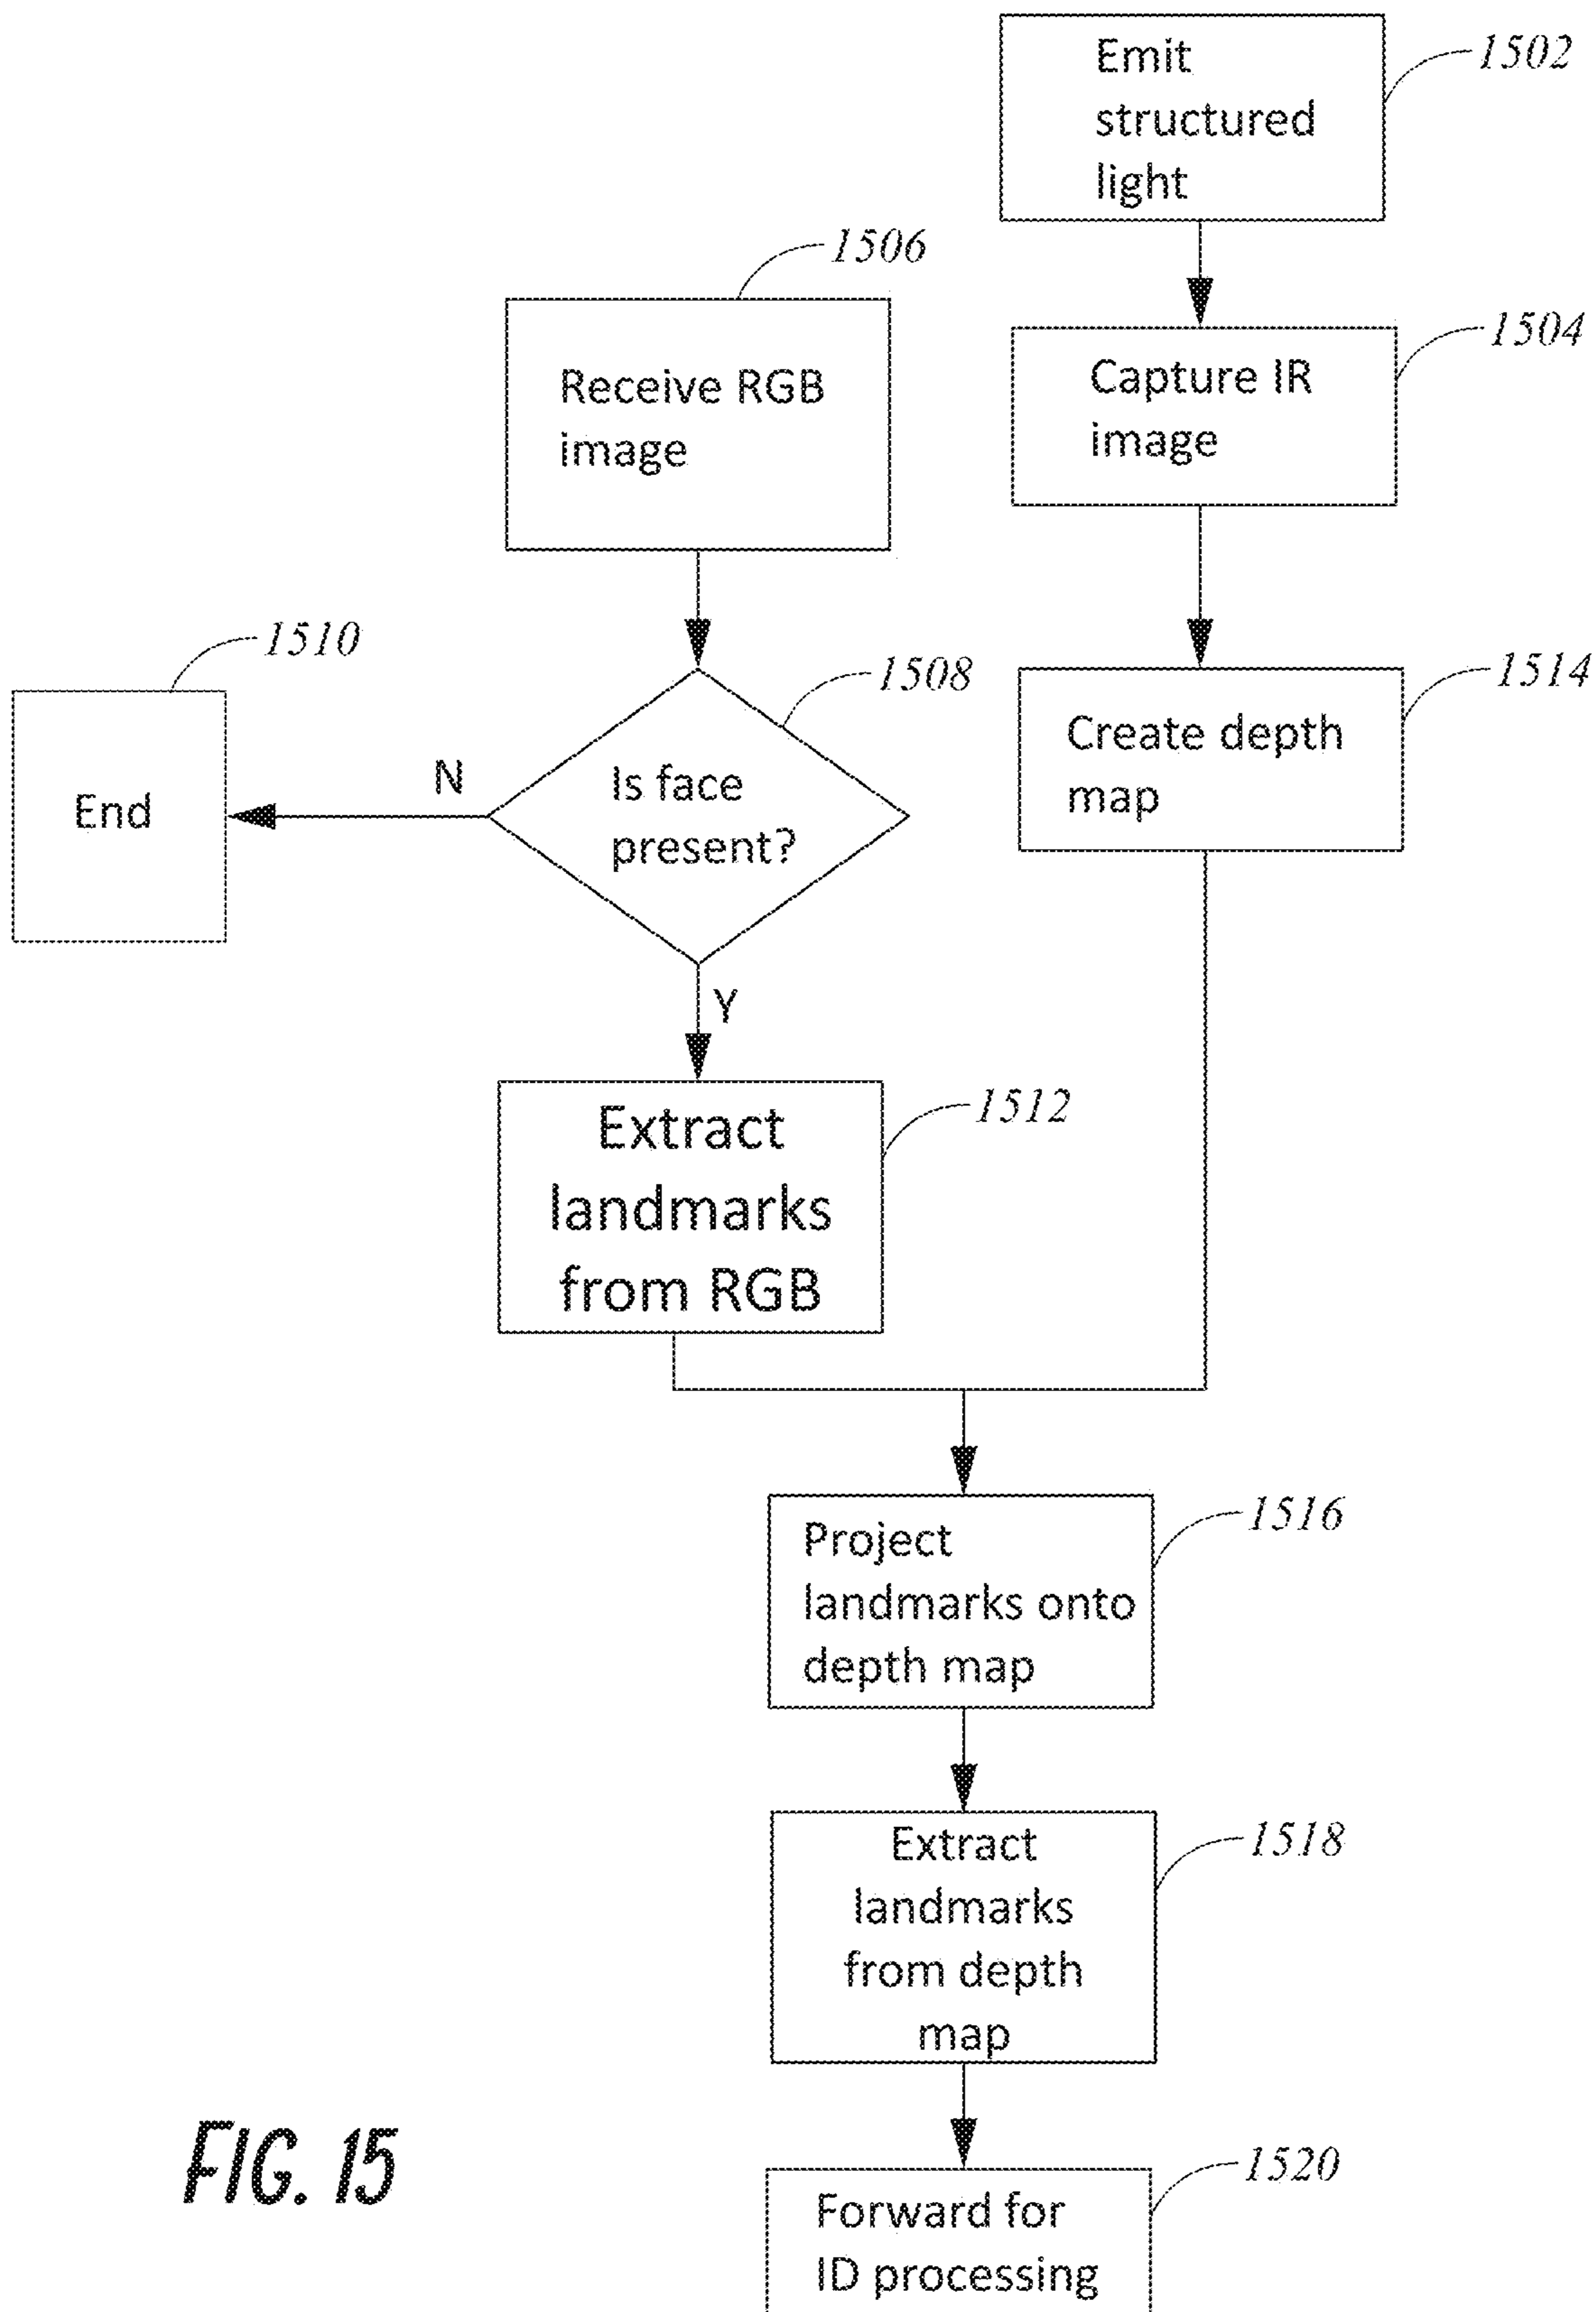 Emit
structured
light
1502
1506
Receive RGB
image
Capture IR
image
1504
1510
End
N
Is face
present?
1508
Y
Create depth
map
1514
Extract
landmarks
from RGB
1512
Project
landmarks onto
depth map
1516
Extract
landmarks
from depth
map
1518
Forward for
ID processing
1520
FIG. 15